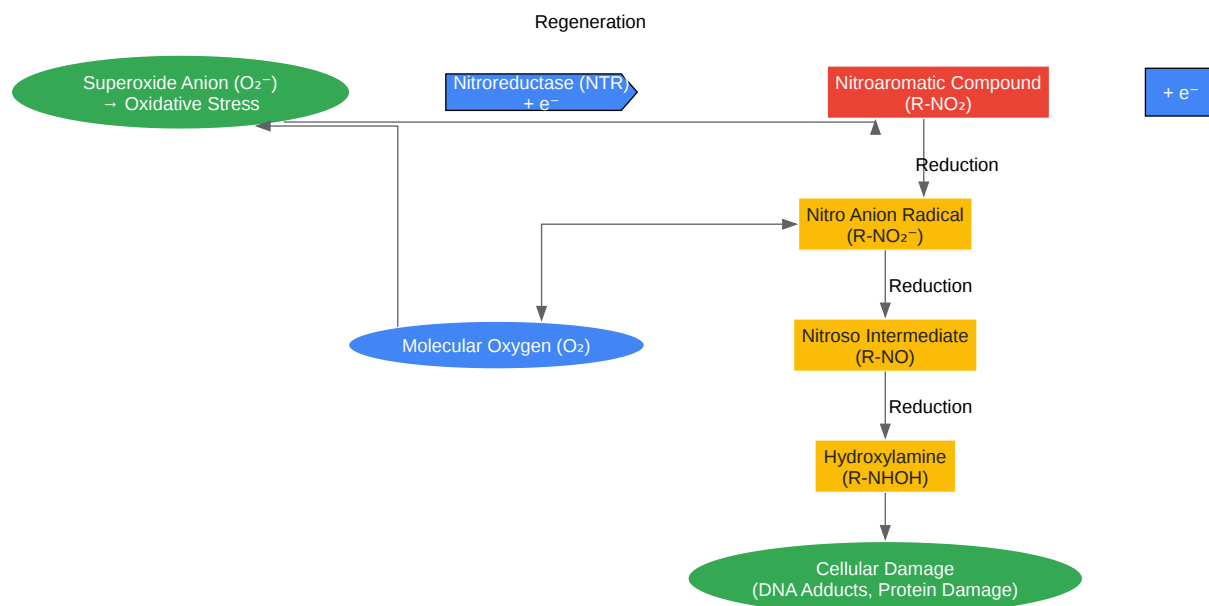 Regeneration
Superoxide Anion (O₂⁻)
→ Oxidative Stress
Nitroreductase (NTR)
+ e⁻
Nitroaromatic Compound
(R-NO₂)
+ e⁻
Reduction
Nitro Anion Radical
(R-NO₂⁻)
Reduction
Molecular Oxygen (O₂)
Nitroso Intermediate
(R-NO)
Reduction
Hydroxylamine
(R-NHOH)
Cellular Damage
(DNA Adducts, Protein Damage)